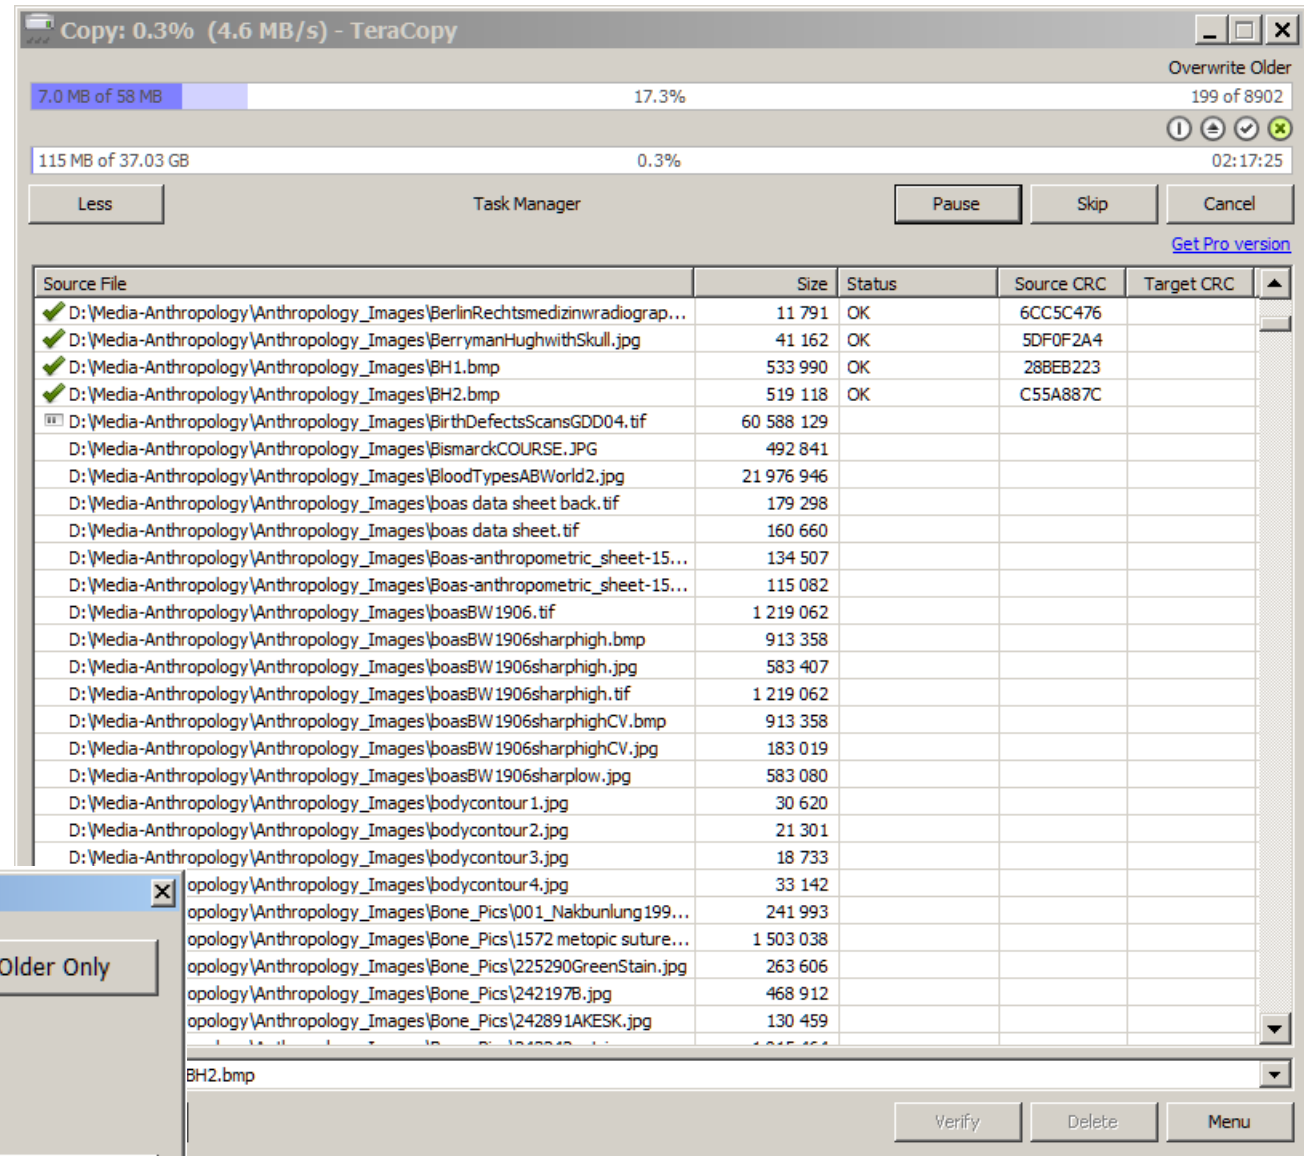 Copy: 0.3% (4.6 MB/s) - TeraCopy
Overwrite Older
7.0 MB of 58 MB 17.3% 199 of 8902
115 MB of 37.03 GB 0.3% 02:17:25
Less Task Manager Pause Skip Cancel
Get Pro version
Source File Size Status Source CRC Target CRC
D:\Media-Anthropology\Anthropology_Images\BerlinRechtsmedizinwradiograp... 11 791 OK 6CC5C476
D:\Media-Anthropology\Anthropology_Images\BerrymanHughwithSkull.jpg 41 162 OK 5DF0F2A4
D:\Media-Anthropology\Anthropology_Images\BH1.bmp 533 990 OK 28BEB223
D:\Media-Anthropology\Anthropology_Images\BH2.bmp 519 118 OK C55A887C
D:\Media-Anthropology\Anthropology_Images\BirthDefectsScansGDD04.tif 60 588 129
D:\Media-Anthropology\Anthropology_Images\BismarckCOURSE.JPG 492 841
D:\Media-Anthropology\Anthropology_Images\BloodTypesABWorld2.jpg 21 976 946
D:\Media-Anthropology\Anthropology_Images\boas data sheet back.tif 179 298
D:\Media-Anthropology\Anthropology_Images\boas data sheet.tif 160 660
D:\Media-Anthropology\Anthropology_Images\Boas-anthropometric_sheet-15... 134 507
D:\Media-Anthropology\Anthropology_Images\Boas-anthropometric_sheet-15... 115 082
D:\Media-Anthropology\Anthropology_Images\boasBW1906.tif 1 219 062
D:\Media-Anthropology\Anthropology_Images\boasBW1906sharphigh.bmp 913 358
D:\Media-Anthropology\Anthropology_Images\boasBW1906sharphigh.jpg 583 407
D:\Media-Anthropology\Anthropology_Images\boasBW1906sharphigh.tif 1 219 062
D:\Media-Anthropology\Anthropology_Images\boasBW1906sharphighCV.bmp 913 358
D:\Media-Anthropology\Anthropology_Images\boasBW1906sharphighCV.jpg 183 019
D:\Media-Anthropology\Anthropology_Images\boasBW1906sharplow.jpg 583 080
D:\Media-Anthropology\Anthropology_Images\bodycontour1.jpg 30 620
D:\Media-Anthropology\Anthropology_Images\bodycontour2.jpg 21 301
D:\Media-Anthropology\Anthropology_Images\bodycontour3.jpg 18 733
opology\Anthropology_Images\bodycontour4.jpg 33 142
opology\Anthropology_Images\Bone_Pics\001_Nakbunlung199... 241 993
opology\Anthropology_Images\Bone_Pics\1572 metopic suture... 1 503 038
Older Only
opology\Anthropology_Images\Bone_Pics\225290GreenStain.jpg 263 606
opology\Anthropology_Images\Bone_Pics\242197B.jpg 468 912
opology\Anthropology_Images\Bone_Pics\242891AKESK.jpg 130 459
BH2.bmp
Verify Delete Menu